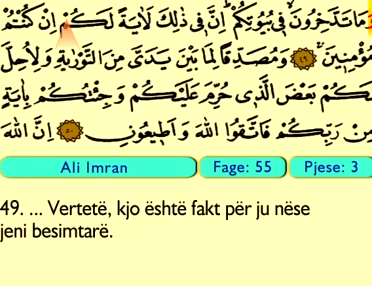 مَا تَدَّخِرُونَ فِي بُيُوتِكُمْ إِنَّ فِي ذَٰلِكَ لَآيَةً لَكُمْ إِنْ كُنْتُمْ
مُؤْمِنِينَ ٤٩ وَمُصَدِّقًا لِمَا بَيْنَ يَدَيَّ مِنَ التَّوْرَاةِ وَلِأُحِلَّ
لَكُمْ بَعْضَ الَّذِي حُرِّمَ عَلَيْكُمْ وَجِئْتُكُمْ بِآيَةٍ
مِنْ رَبِّكُمْ فَاتَّقُوا اللَّهَ وَأَطِيعُونِ ٥٠ إِنَّ اللَّهَ
Ali Imran Fage: 55 Pjese: 3
49. ... Vertetë, kjo është fakt për ju nëse
jeni besimtarë.